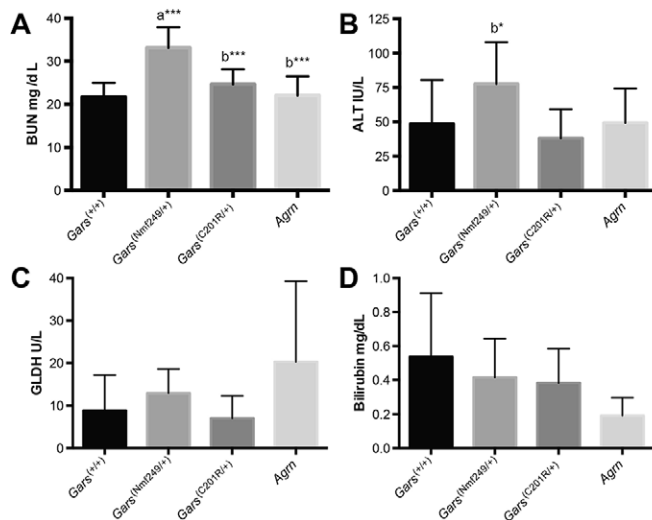 A
BUN mg/dL
40
30
20
10
0
a***
b***
b***
Gars(+/+)
Gars(Nmf249/+)
Gars(C201R/+)
Agrn
B
ALT IU/L
125
100
75
50
25
0
b*
Gars(+/+)
Gars(Nmf249/+)
Gars(C201R/+)
Agrn
C
GLDH U/L
40
30
20
10
0
Gars(+/+)
Gars(Nmf249/+)
Gars(C201R/+)
Agrn
D
Bilirubin mg/dL
1.0
0.8
0.6
0.4
0.2
0.0
Gars(+/+)
Gars(Nmf249/+)
Gars(C201R/+)
Agrn